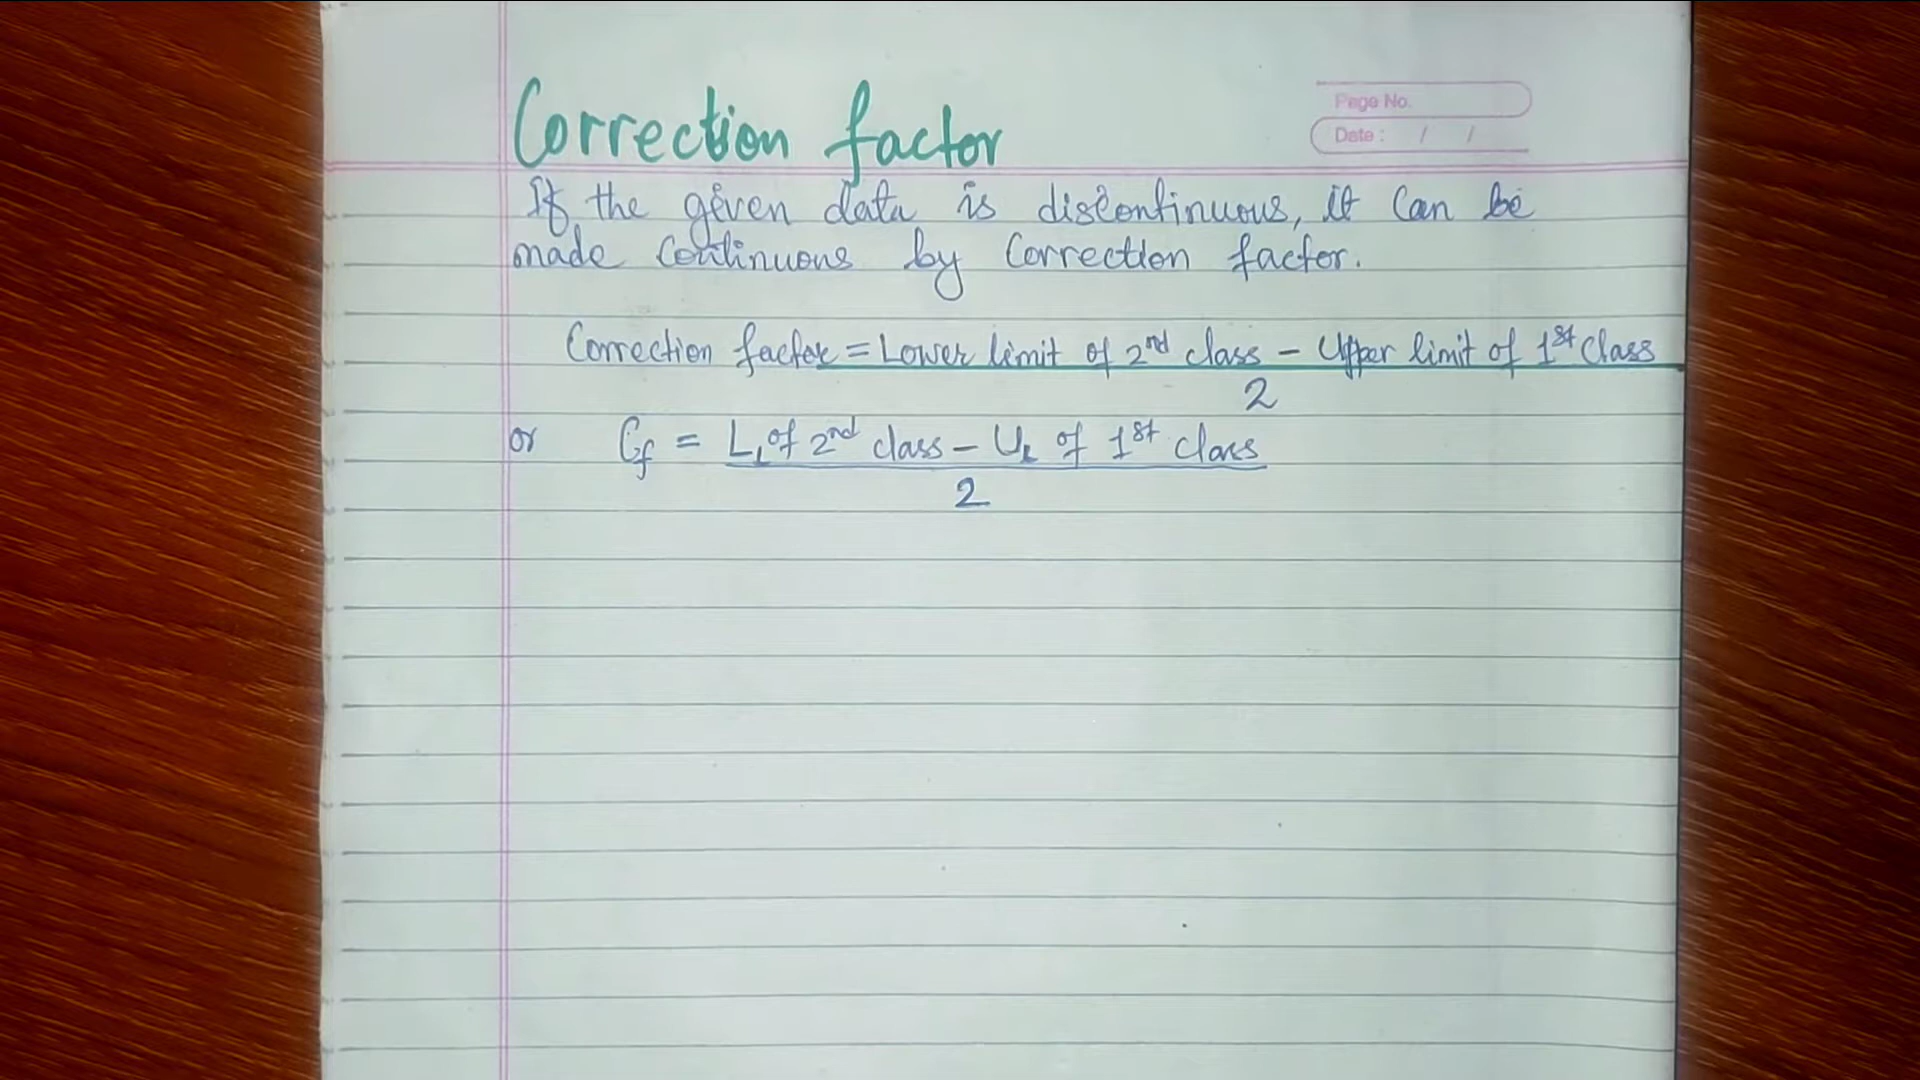 Correction factor
Page No.
Date : / /
If the given data is discontinuous, it can be
made continuous by correction factor.
Correction factor = Lower limit of 2nd class - Upper limit of 1st class
2
or Cf = LL of 2nd class - UL of 1st class
2